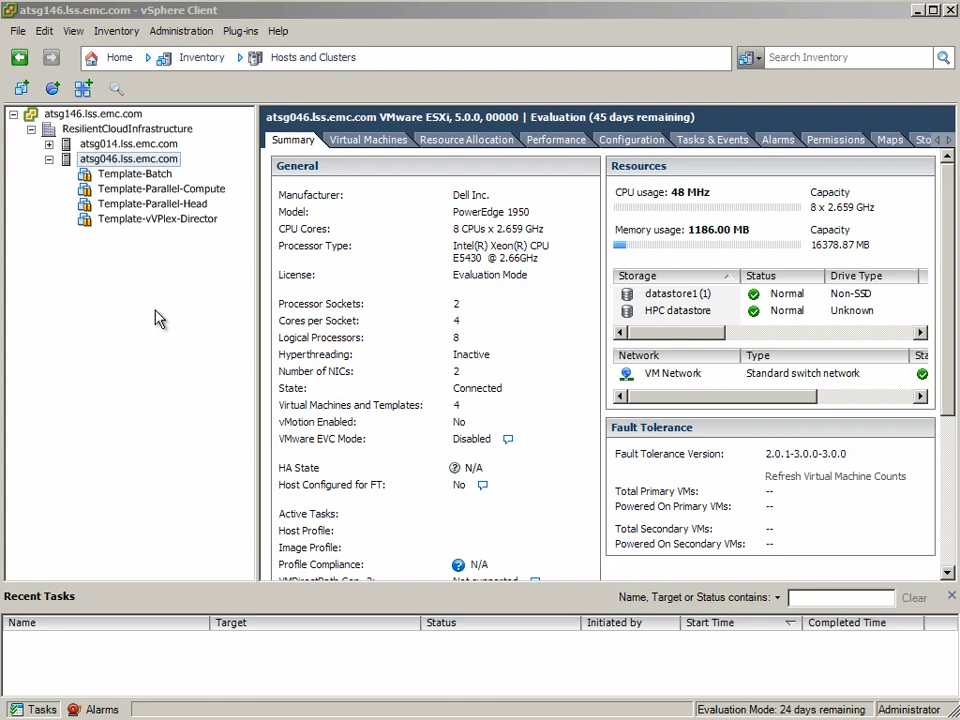 atsg146.lss.emc.com - vSphere Client
File Edit View Inventory Administration Plug-ins Help
Home Inventory Hosts and Clusters
Search Inventory
atsg146.lss.emc.com
ResilientCloudInfrastructure
atsg014.lss.emc.com
atsg046.lss.emc.com
Template-Batch
Template-Parallel-Compute
Template-Parallel-Head
Template-vVPlex-Director
atsg046.lss.emc.com VMware ESXi, 5.0.0, 00000 | Evaluation (45 days remaining)
Summary Virtual Machines Resource Allocation Performance Configuration Tasks & Events Alarms Permissions Maps Sto
General
Manufacturer: Dell Inc.
Model: PowerEdge 1950
CPU Cores: 8 CPUs x 2.659 GHz
Processor Type: Intel(R) Xeon(R) CPU
E5430 @ 2.66GHz
License: Evaluation Mode
Processor Sockets: 2
Cores per Socket: 4
Logical Processors: 8
Hyperthreading: Inactive
Number of NICs: 2
State: Connected
Virtual Machines and Templates: 4
vMotion Enabled: No
VMware EVC Mode: Disabled
HA State N/A
Host Configured for FT: No
Active Tasks:
Host Profile:
Image Profile:
Profile Compliance: N/A
Resources
CPU usage: 48 MHz Capacity
8 x 2.659 GHz
Memory usage: 1186.00 MB Capacity
16378.87 MB
Storage Status Drive Type
datastore1 (1) Normal Non-SSD
HPC datastore Normal Unknown
Network Type Sta
VM Network Standard switch network
Fault Tolerance
Fault Tolerance Version: 2.0.1-3.0.0-3.0.0
Refresh Virtual Machine Counts
Total Primary VMs: --
Powered On Primary VMs: --
Total Secondary VMs: --
Powered On Secondary VMs: --
Recent Tasks
Name, Target or Status contains: Clear
Name Target Status Initiated by Start Time Completed Time
Tasks Alarms
Evaluation Mode: 24 days remaining Administrator